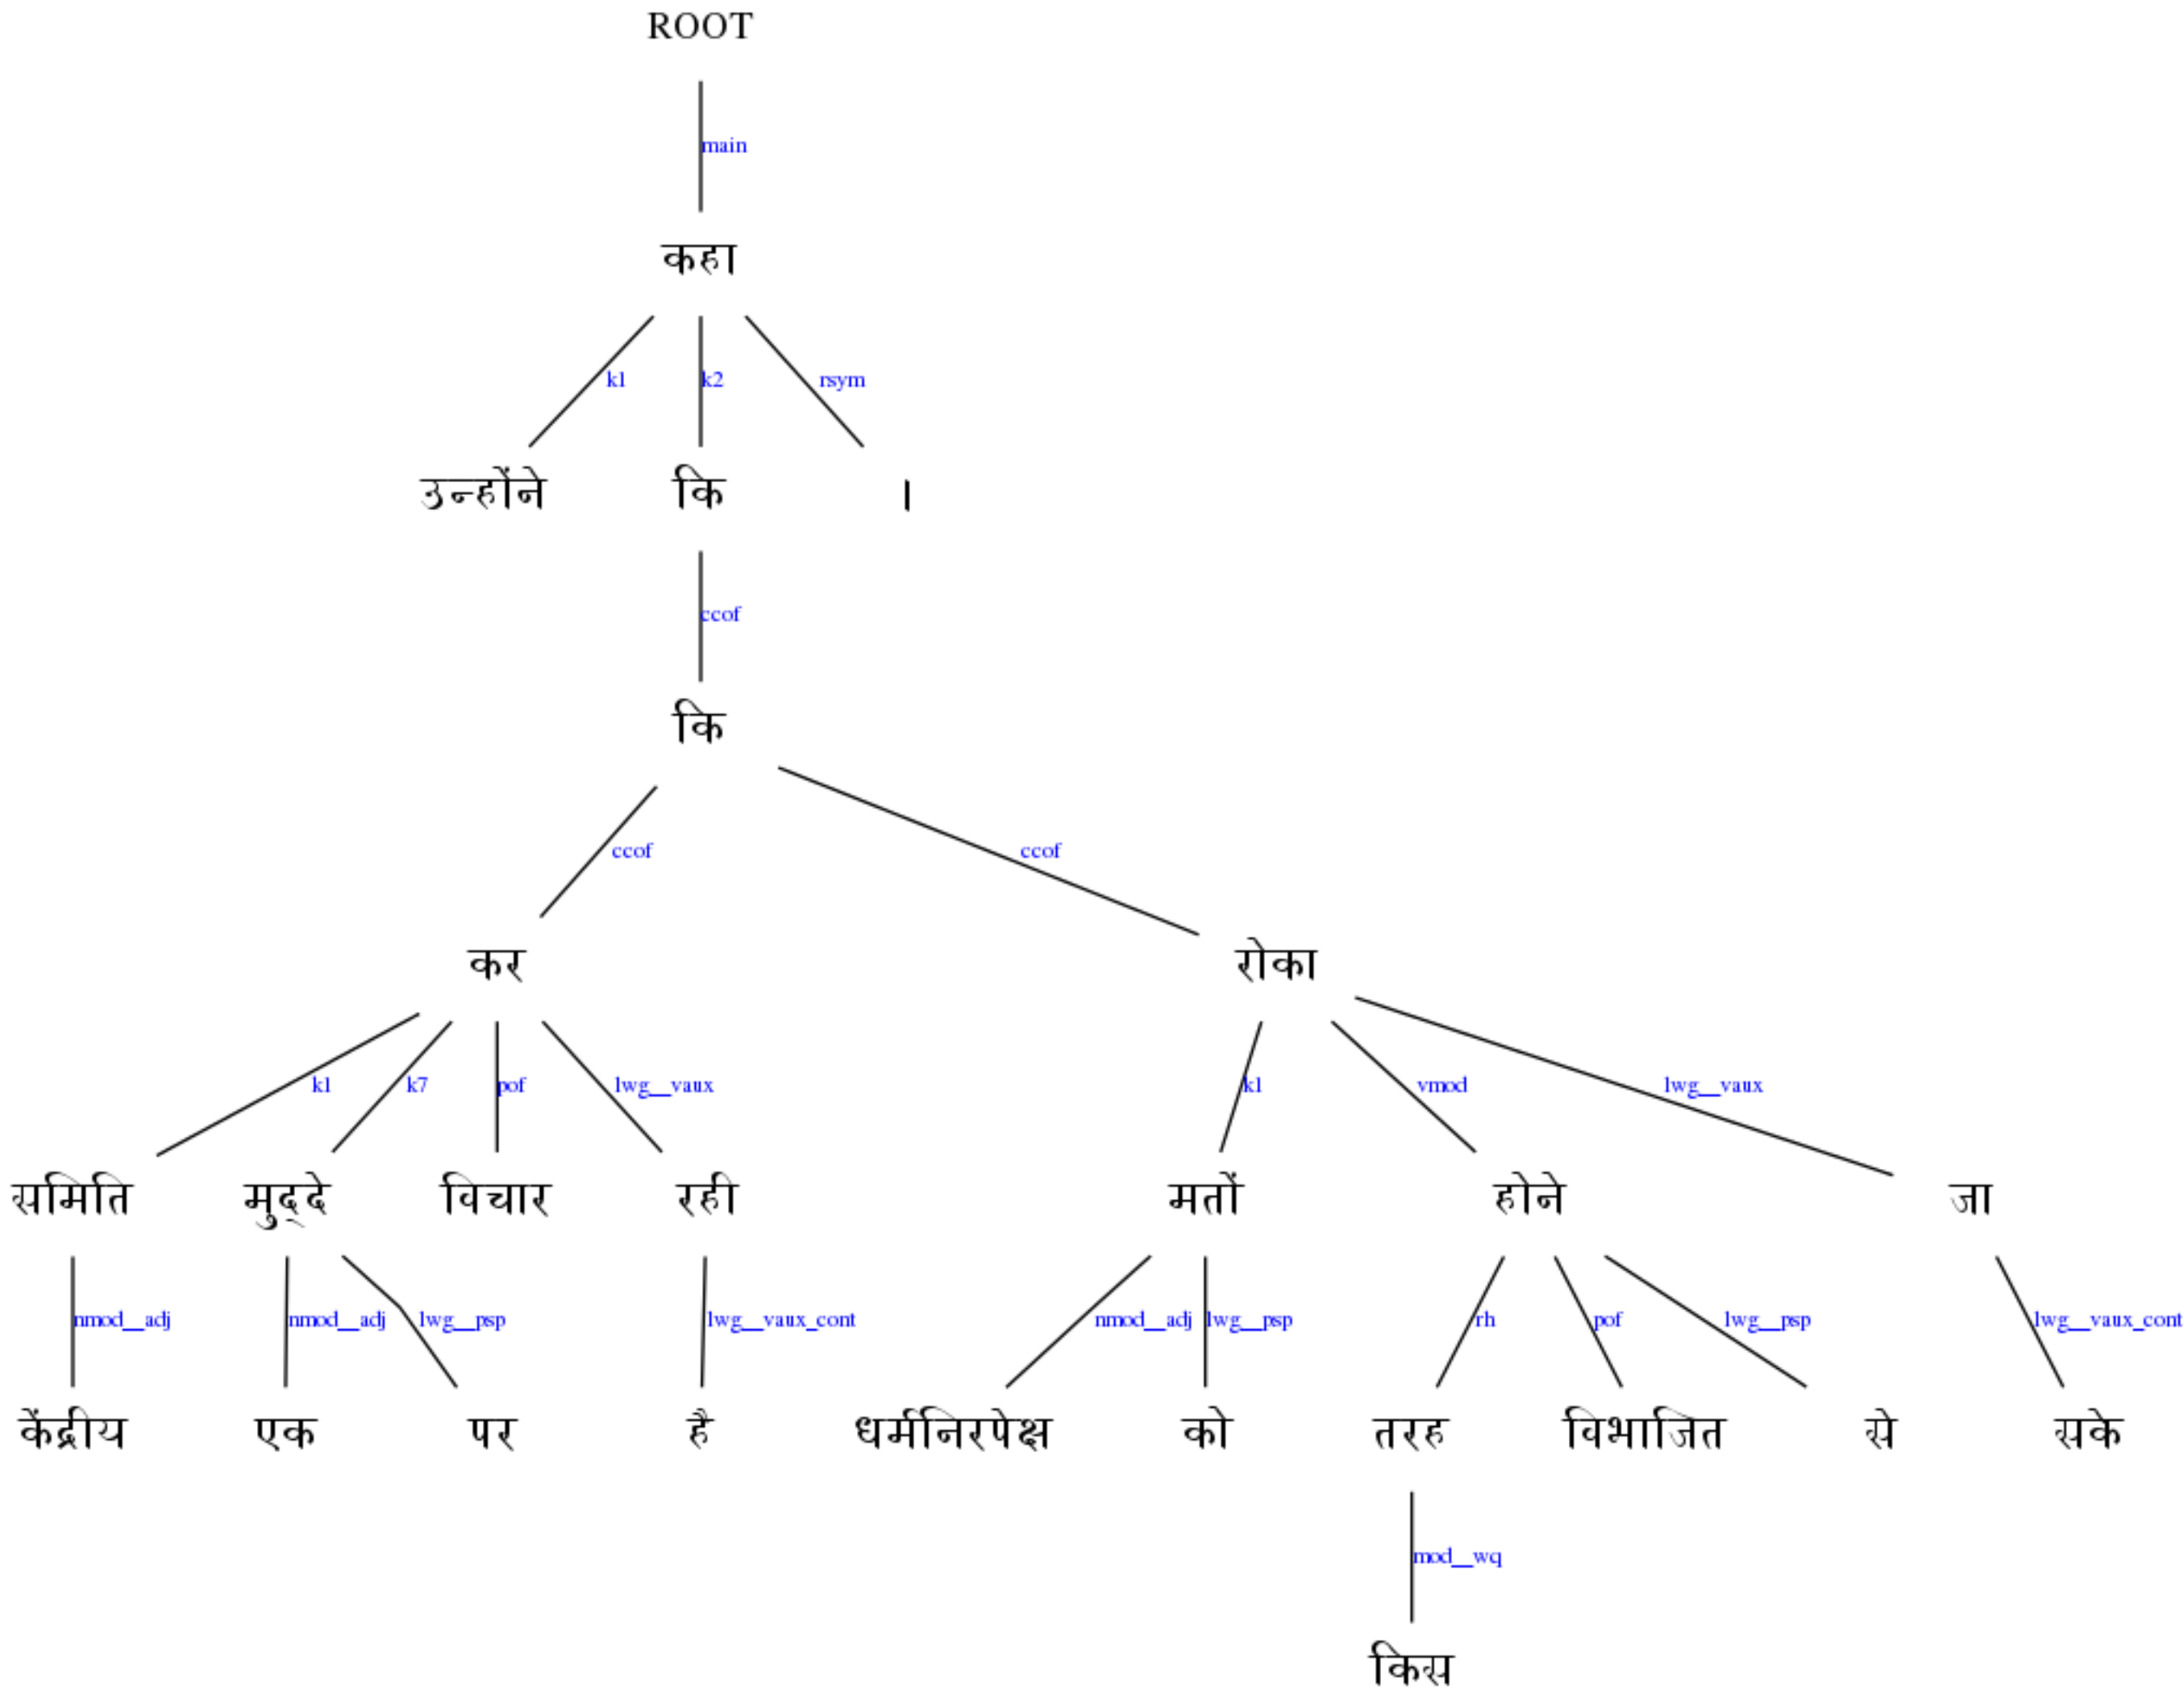 ROOT
main
कहा
k1 k2 rsym
उन्होंने कि ।
ccof
कि
ccof ccof
कर रोका
k1 k7 pof lwg__vaux k1 vmod lwg__vaux
समिति मुद्‌दे विचार रही मतों होने जा
nmod__adj nmod__adj lwg__psp lwg__vaux_cont nmod__adj lwg__psp rh pof lwg__psp lwg__vaux_cont
केंद्रीय एक पर है धर्मनिरपेक्ष को तरह विभाजित से सके
mod__wq
किस